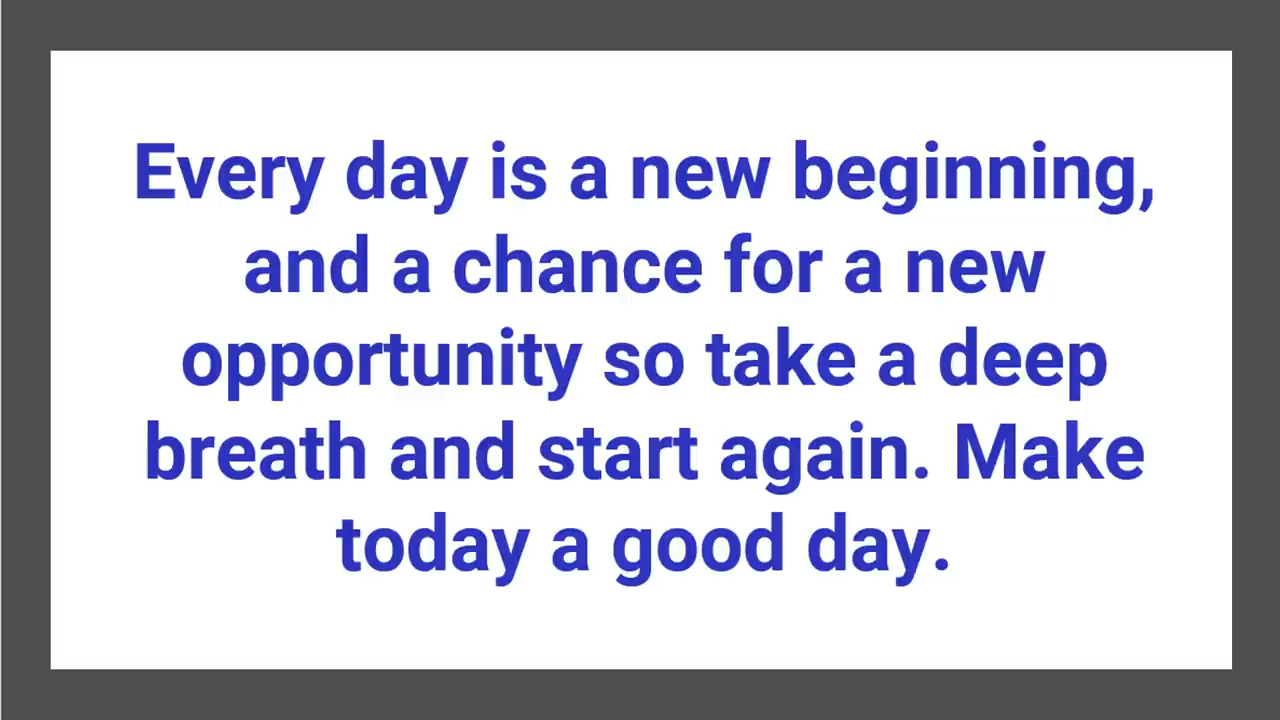 Every day is a new beginning,
and a chance for a new
opportunity so take a deep
breath and start again. Make
today a good day.